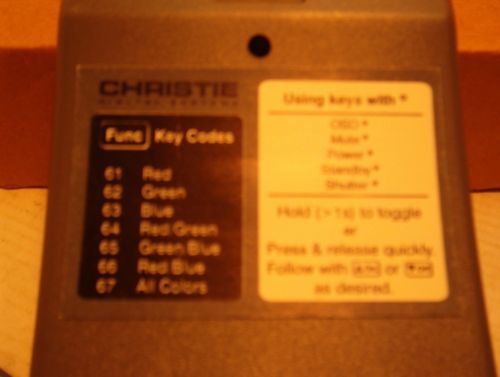 CHRISTIE
DIGITAL SYSTEMS
Func Key Codes
61 Red
62 Green
63 Blue
64 Red,Green
65 Green,Blue
66 Red,Blue
67 All Colors
Using keys with *
OSD *
Mute *
Power *
Standby *
Shutter *
Hold (>1s) to toggle
or
Press & release quickly.
Follow with or
as desired.